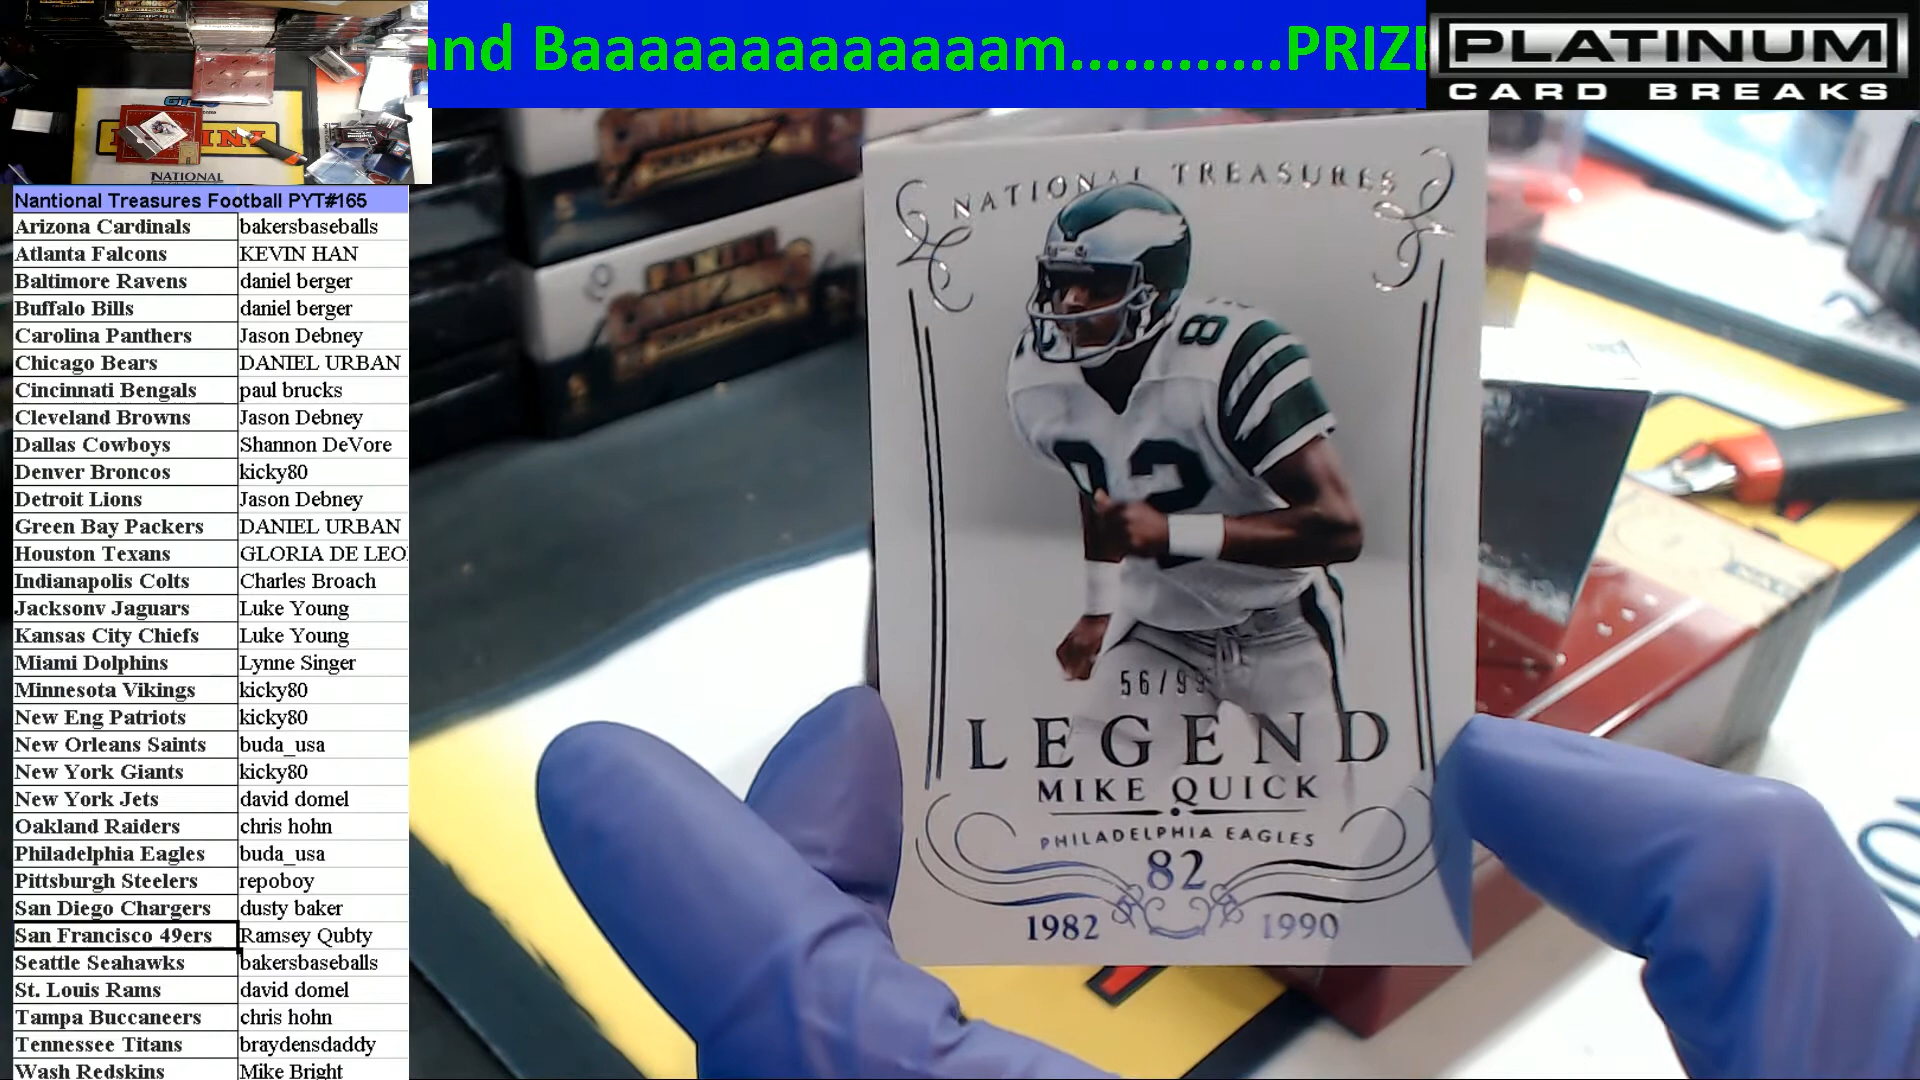 and Baaaaaaaaaaaaam............PRIZE
PLATINUM
CARD BREAKS
NATIONAL
Nantional Treasures Football PYT#165
Arizona Cardinals bakersbaseballs
Atlanta Falcons KEVIN HAN
Baltimore Ravens daniel berger
Buffalo Bills daniel berger
Carolina Panthers Jason Debney
Chicago Bears DANIEL URBAN
Cincinnati Bengals paul brucks
Cleveland Browns Jason Debney
Dallas Cowboys Shannon DeVore
Denver Broncos kicky80
Detroit Lions Jason Debney
Green Bay Packers DANIEL URBAN
Houston Texans GLORIA DE LEO
Indianapolis Colts Charles Broach
Jacksonv Jaguars Luke Young
Kansas City Chiefs Luke Young
Miami Dolphins Lynne Singer
Minnesota Vikings kicky80
New Eng Patriots kicky80
New Orleans Saints buda_usa
New York Giants kicky80
New York Jets david domel
Oakland Raiders chris hohn
Philadelphia Eagles buda_usa
Pittsburgh Steelers repoboy
San Diego Chargers dusty baker
San Francisco 49ers Ramsey Qubty
Seattle Seahawks bakersbaseballs
St. Louis Rams david domel
Tampa Buccaneers chris hohn
Tennessee Titans braydensdaddy
Wash Redskins Mike Bright
NATIONAL TREASURES
82
56/99
LEGEND
MIKE QUICK
PHILADELPHIA EAGLES
82
1982 1990
PANINI